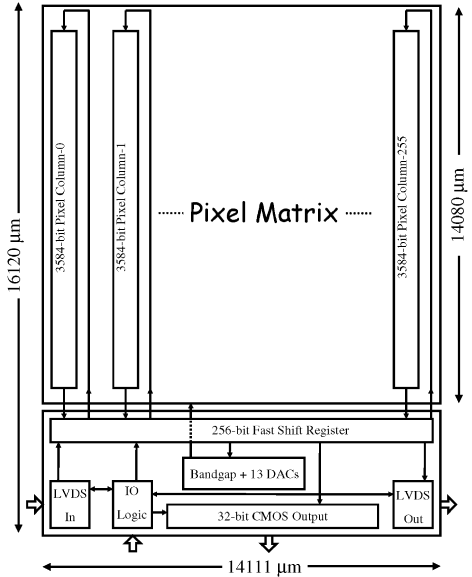 3584-bit Pixel Column-0
3584-bit Pixel Column-1
3584-bit Pixel Column-255
Pixel Matrix
16120 µm
14080 µm
256-bit Fast Shift Register
Bandgap + 13 DACs
LVDS
In
IO
Logic
32-bit CMOS Output
LVDS
Out
14111 µm